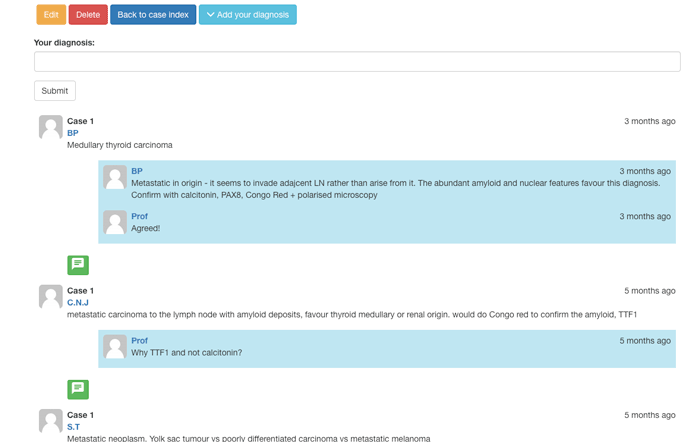 Edit Delete Back to case index Add your diagnosis
Your diagnosis:
Submit
Case 1 3 months ago
BP
Medullary thyroid carcinoma
BP 3 months ago
Metastatic in origin - it seems to invade adajcent LN rather than arise from it. The abundant amyloid and nuclear features favour this diagnosis.
Confirm with calcitonin, PAX8, Congo Red + polarised microscopy
Prof 3 months ago
Agreed!
Case 1 5 months ago
C.N.J
metastatic carcinoma to the lymph node with amyloid deposits, favour thyroid medullary or renal origin. would do Congo red to confirm the amyloid, TTF1
Prof 5 months ago
Why TTF1 and not calcitonin?
Case 1 5 months ago
S.T
Metastatic neoplasm. Yolk sac tumour vs poorly differentiated carcinoma vs metastatic melanoma